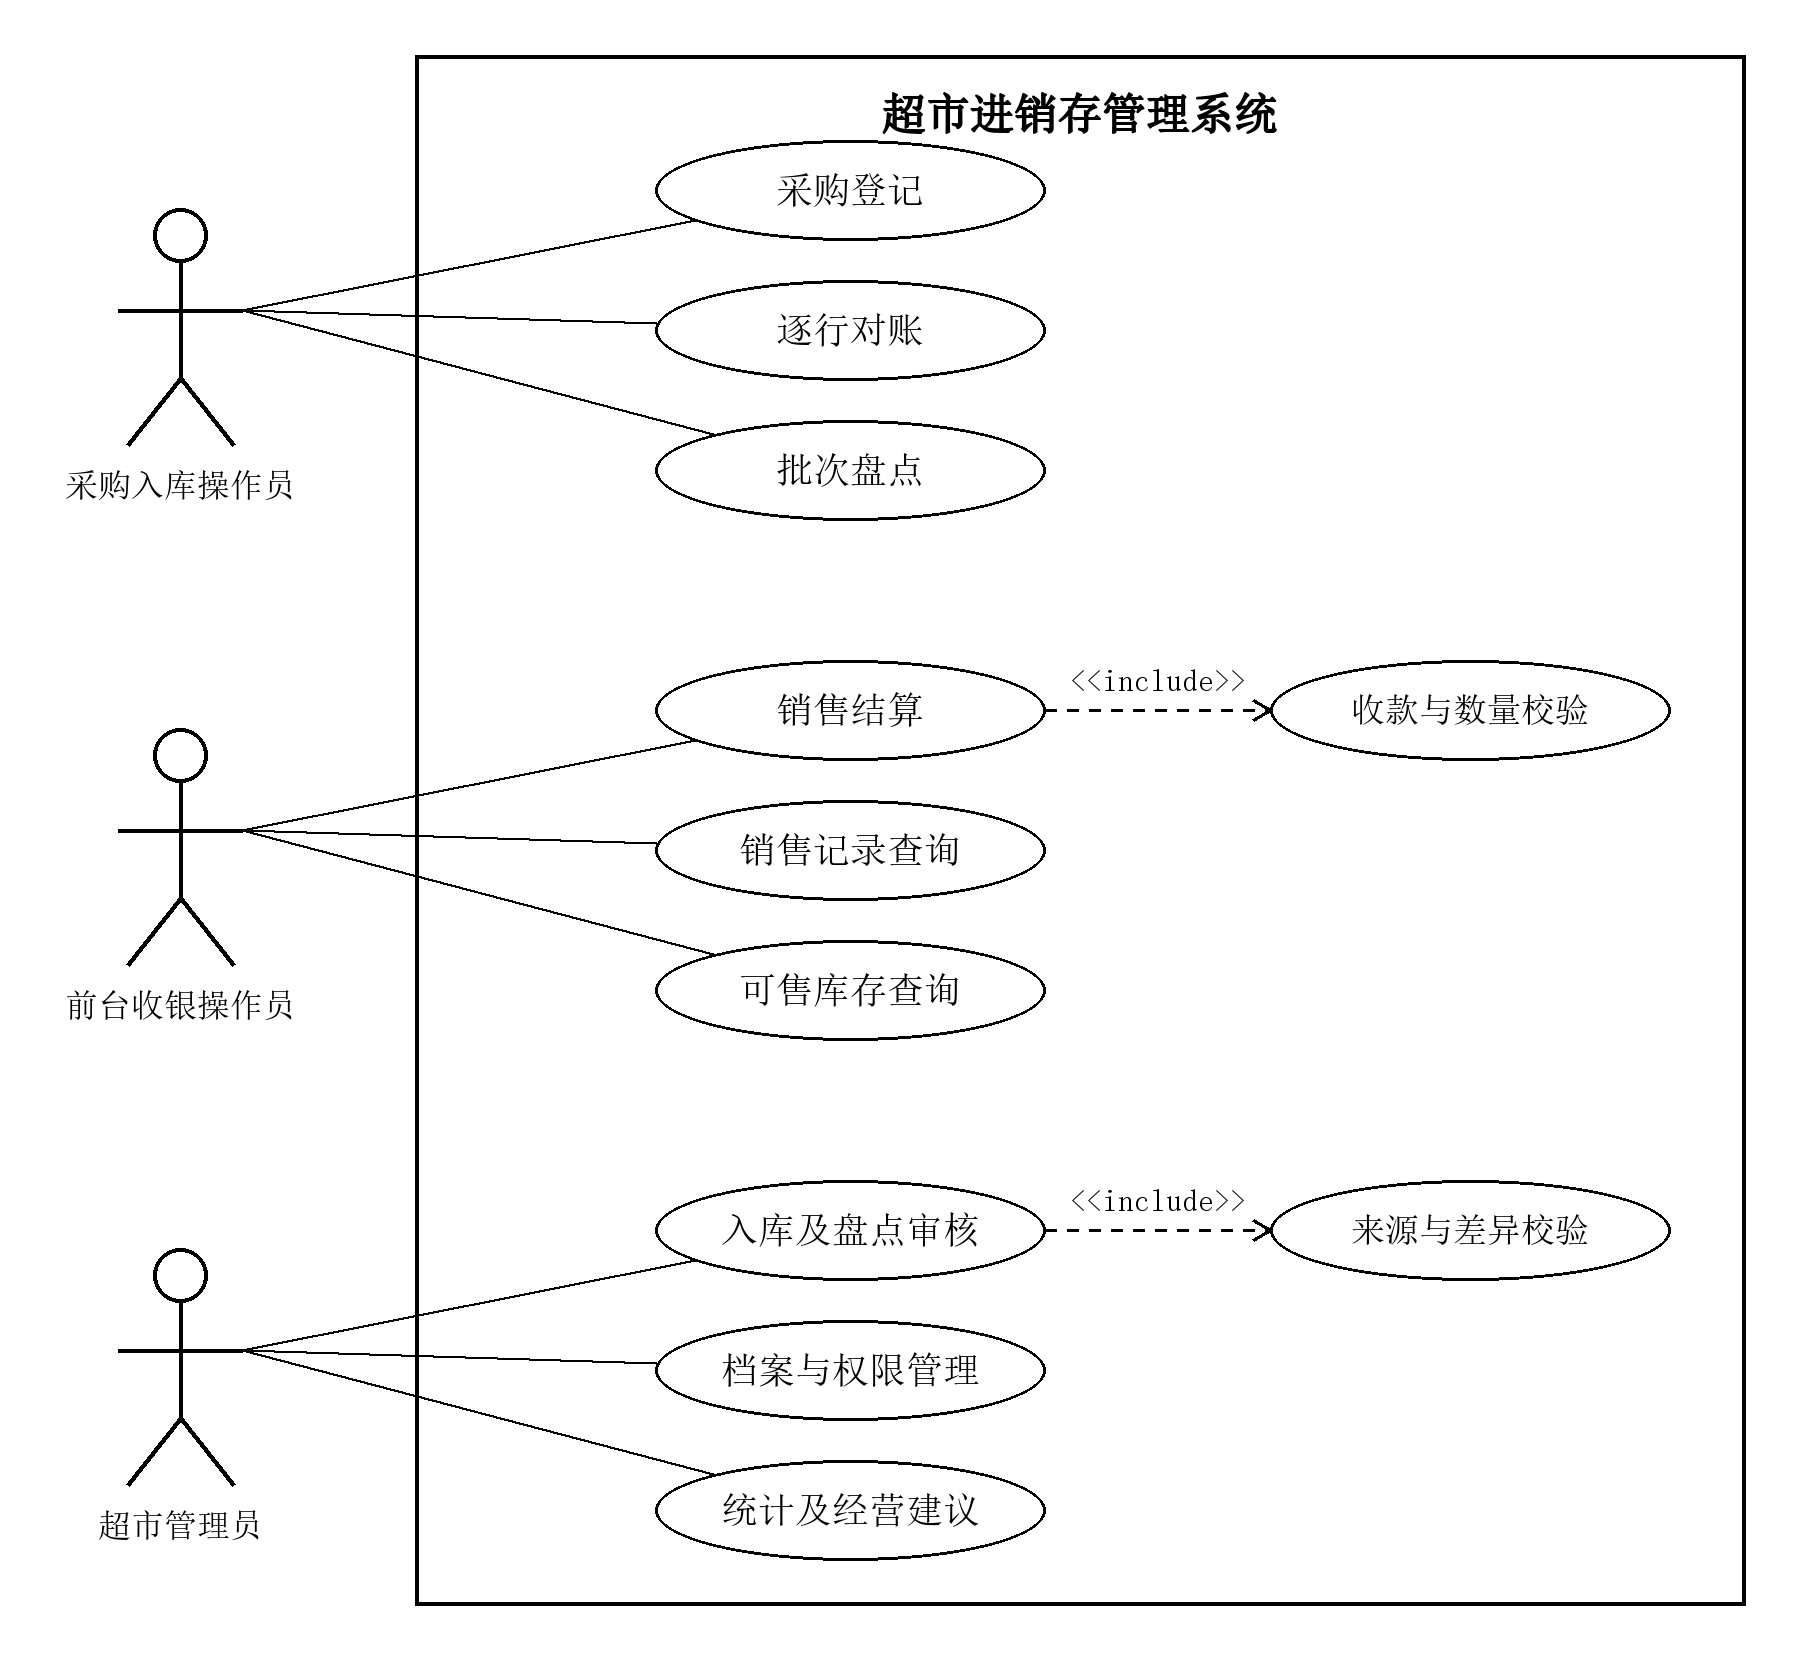 超市进销存管理系统
采购登记
逐行对账
批次盘点
采购入库操作员
<<include>>
销售结算
收款与数量校验
销售记录查询
可售库存查询
前台收银操作员
<<include>>
入库及盘点审核
来源与差异校验
档案与权限管理
统计及经营建议
超市管理员